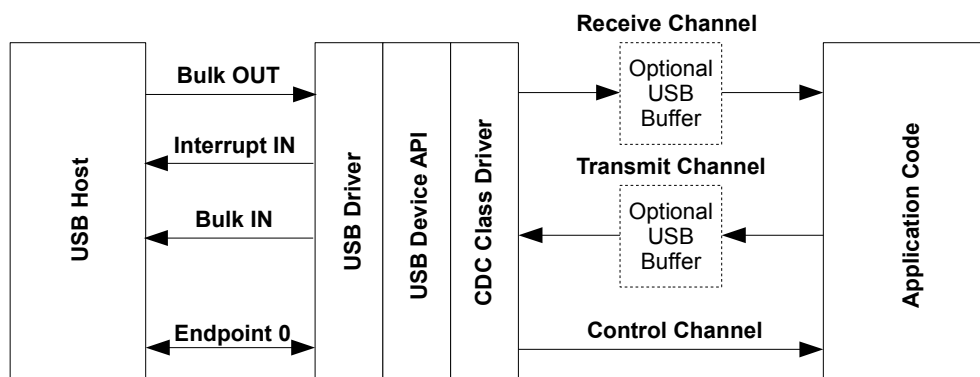 Receive Channel
Bulk OUT
Optional
USB
Buffer
Interrupt IN
Transmit Channel
Bulk IN
Optional
USB
Buffer
Endpoint 0
Control Channel
USB Host
USB Driver
USB Device API
CDC Class Driver
Application Code